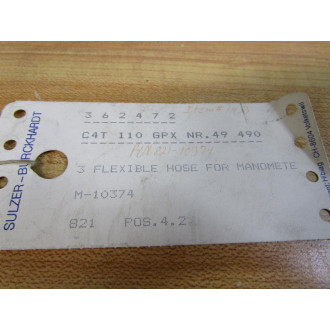 SULZER-BURCKHARDT
362472
C4T 110 GPX NR.49 490
3 FLEXIBLE HOSE FOR MANOMETE
M-10374
821 POS.4.2